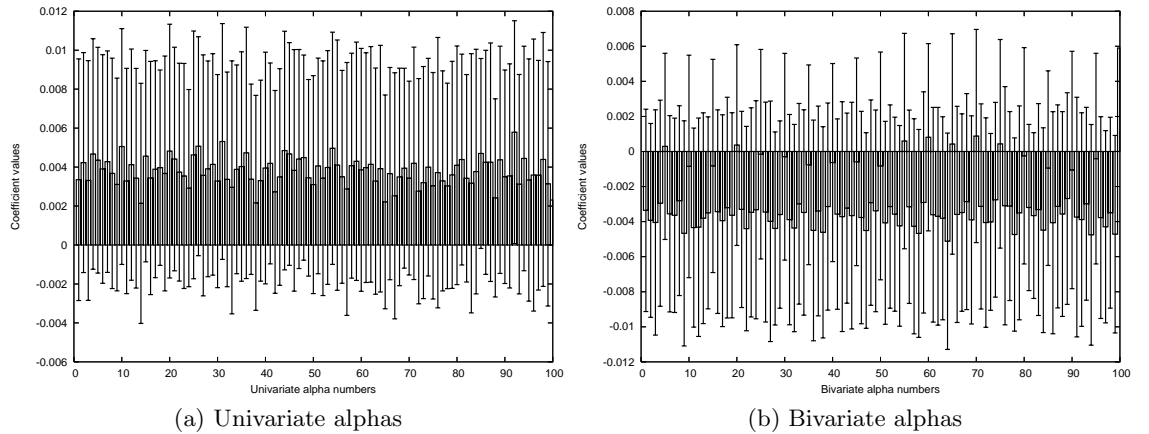 0.012
0.01
0.008
0.006
0.004
0.002
0
-0.002
-0.004
-0.006
Coefficient values
0 10 20 30 40 50 60 70 80 90 100
Univariate alpha numbers
(a) Univariate alphas
0.008
0.006
0.004
0.002
0
-0.002
-0.004
-0.006
-0.008
-0.01
-0.012
Coefficient values
0 10 20 30 40 50 60 70 80 90 100
Bivariate alpha numbers
(b) Bivariate alphas